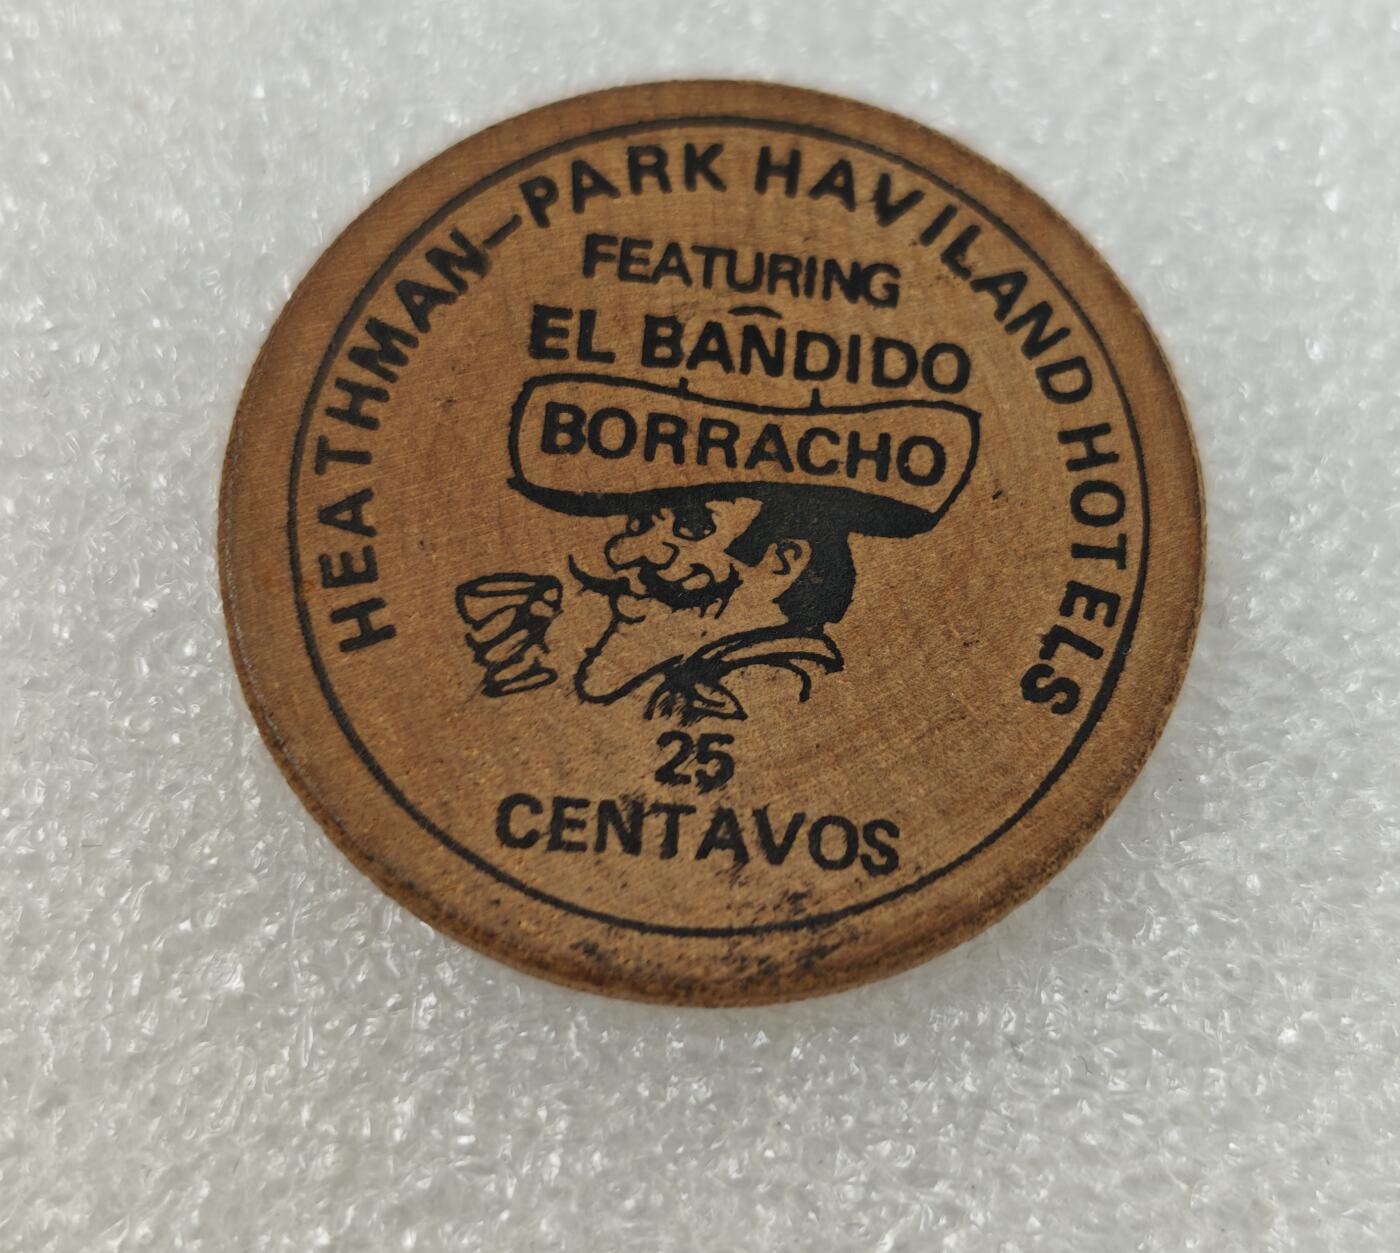 HEATHMAN-PARK HAVILAND HOTELS
FEATURING
EL BAÑDIDO
BORRACHO
25
CENTAVOS